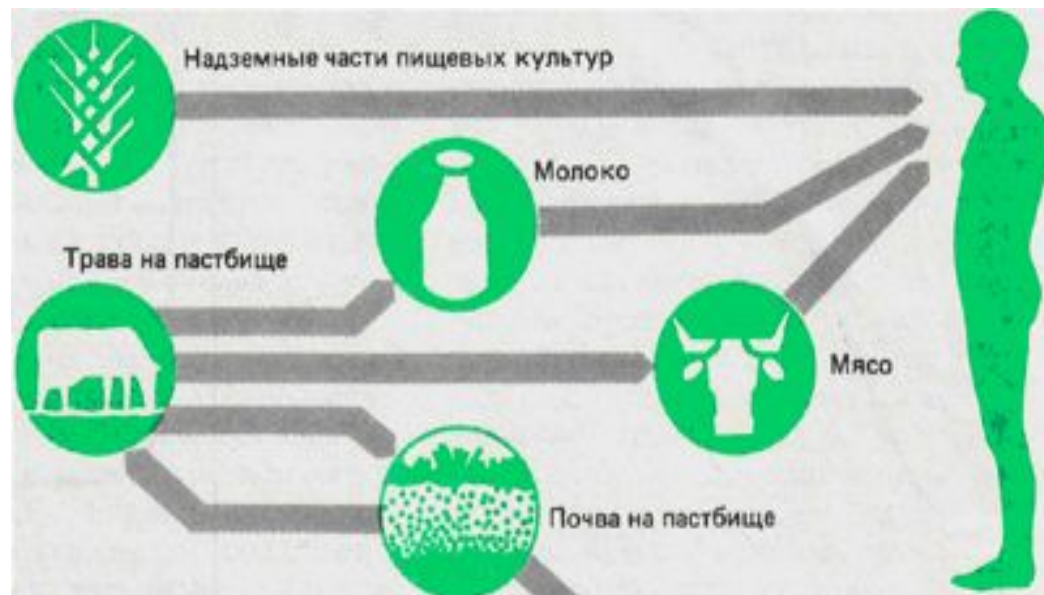 Надземные части пищевых культур
Молоко
Трава на пастбище
Мясо
Почва на пастбище